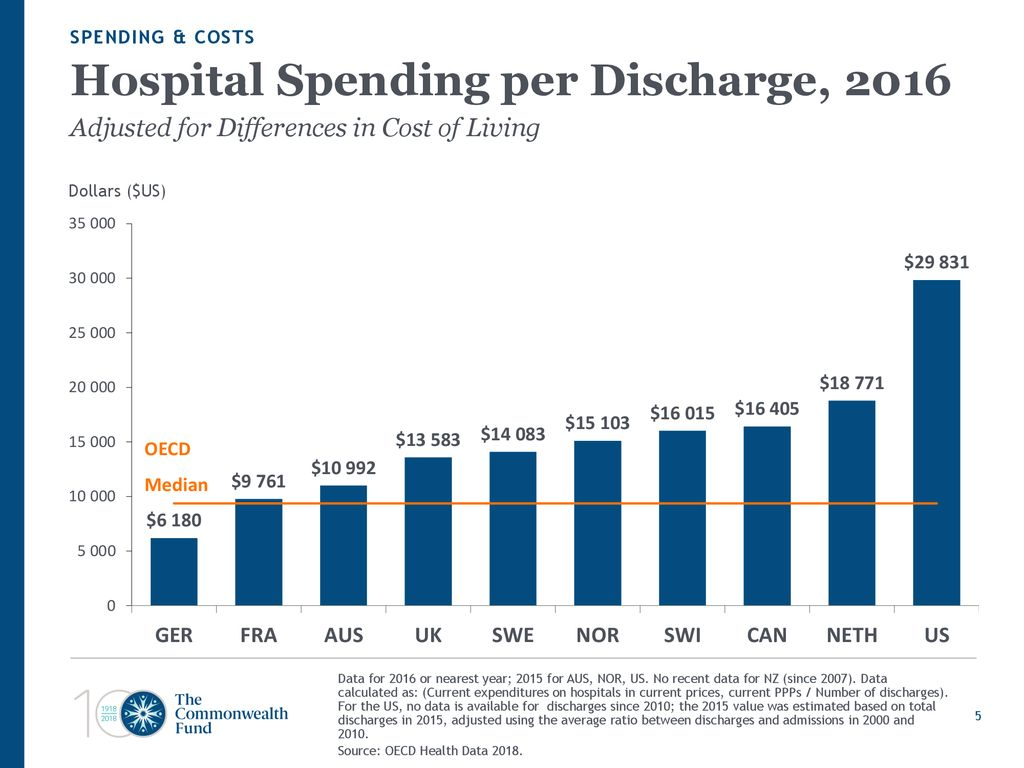 SPENDING & COSTS
Hospital Spending per Discharge, 2016
Adjusted for Differences in Cost of Living
Dollars ($US)
35 000
30 000
25 000
20 000
15 000
10 000
5 000
0
OECD
Median
$6 180
$9 761
$10 992
$13 583
$14 083
$15 103
$16 015
$16 405
$18 771
$29 831
GER FRA AUS UK SWE NOR SWI CAN NETH US
Data for 2016 or nearest year; 2015 for AUS, NOR, US. No recent data for NZ (since 2007). Data
calculated as: (Current expenditures on hospitals in current prices, current PPPs / Number of discharges).
For the US, no data is available for discharges since 2010; the 2015 value was estimated based on total
discharges in 2015, adjusted using the average ratio between discharges and admissions in 2000 and
2010.
Source: OECD Health Data 2018.
100
1918
2018
The
Commonwealth
Fund
5